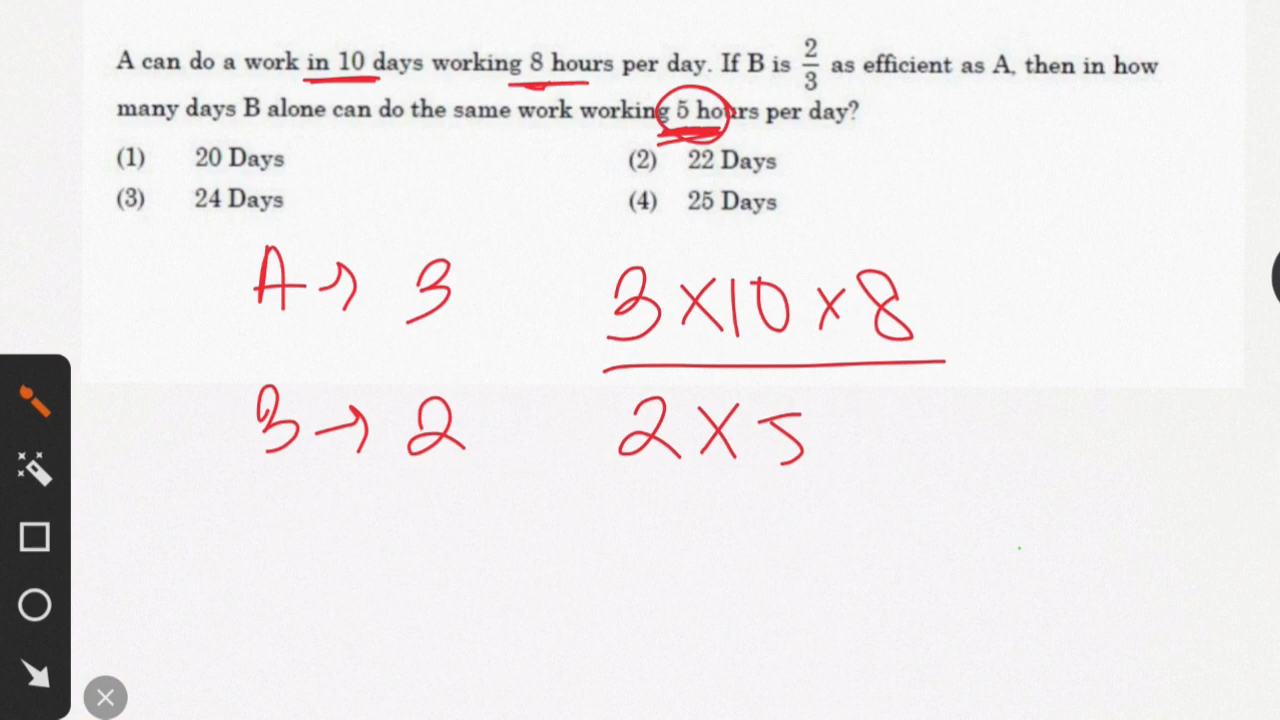 A can do a work in 10 days working 8 hours per day. If B is 2/3 as efficient as A, then in how
many days B alone can do the same work working 5 hours per day?
(1) 20 Days (2) 22 Days
(3) 24 Days (4) 25 Days
A → 3
3 × 10 × 8
B → 2
2 × 5